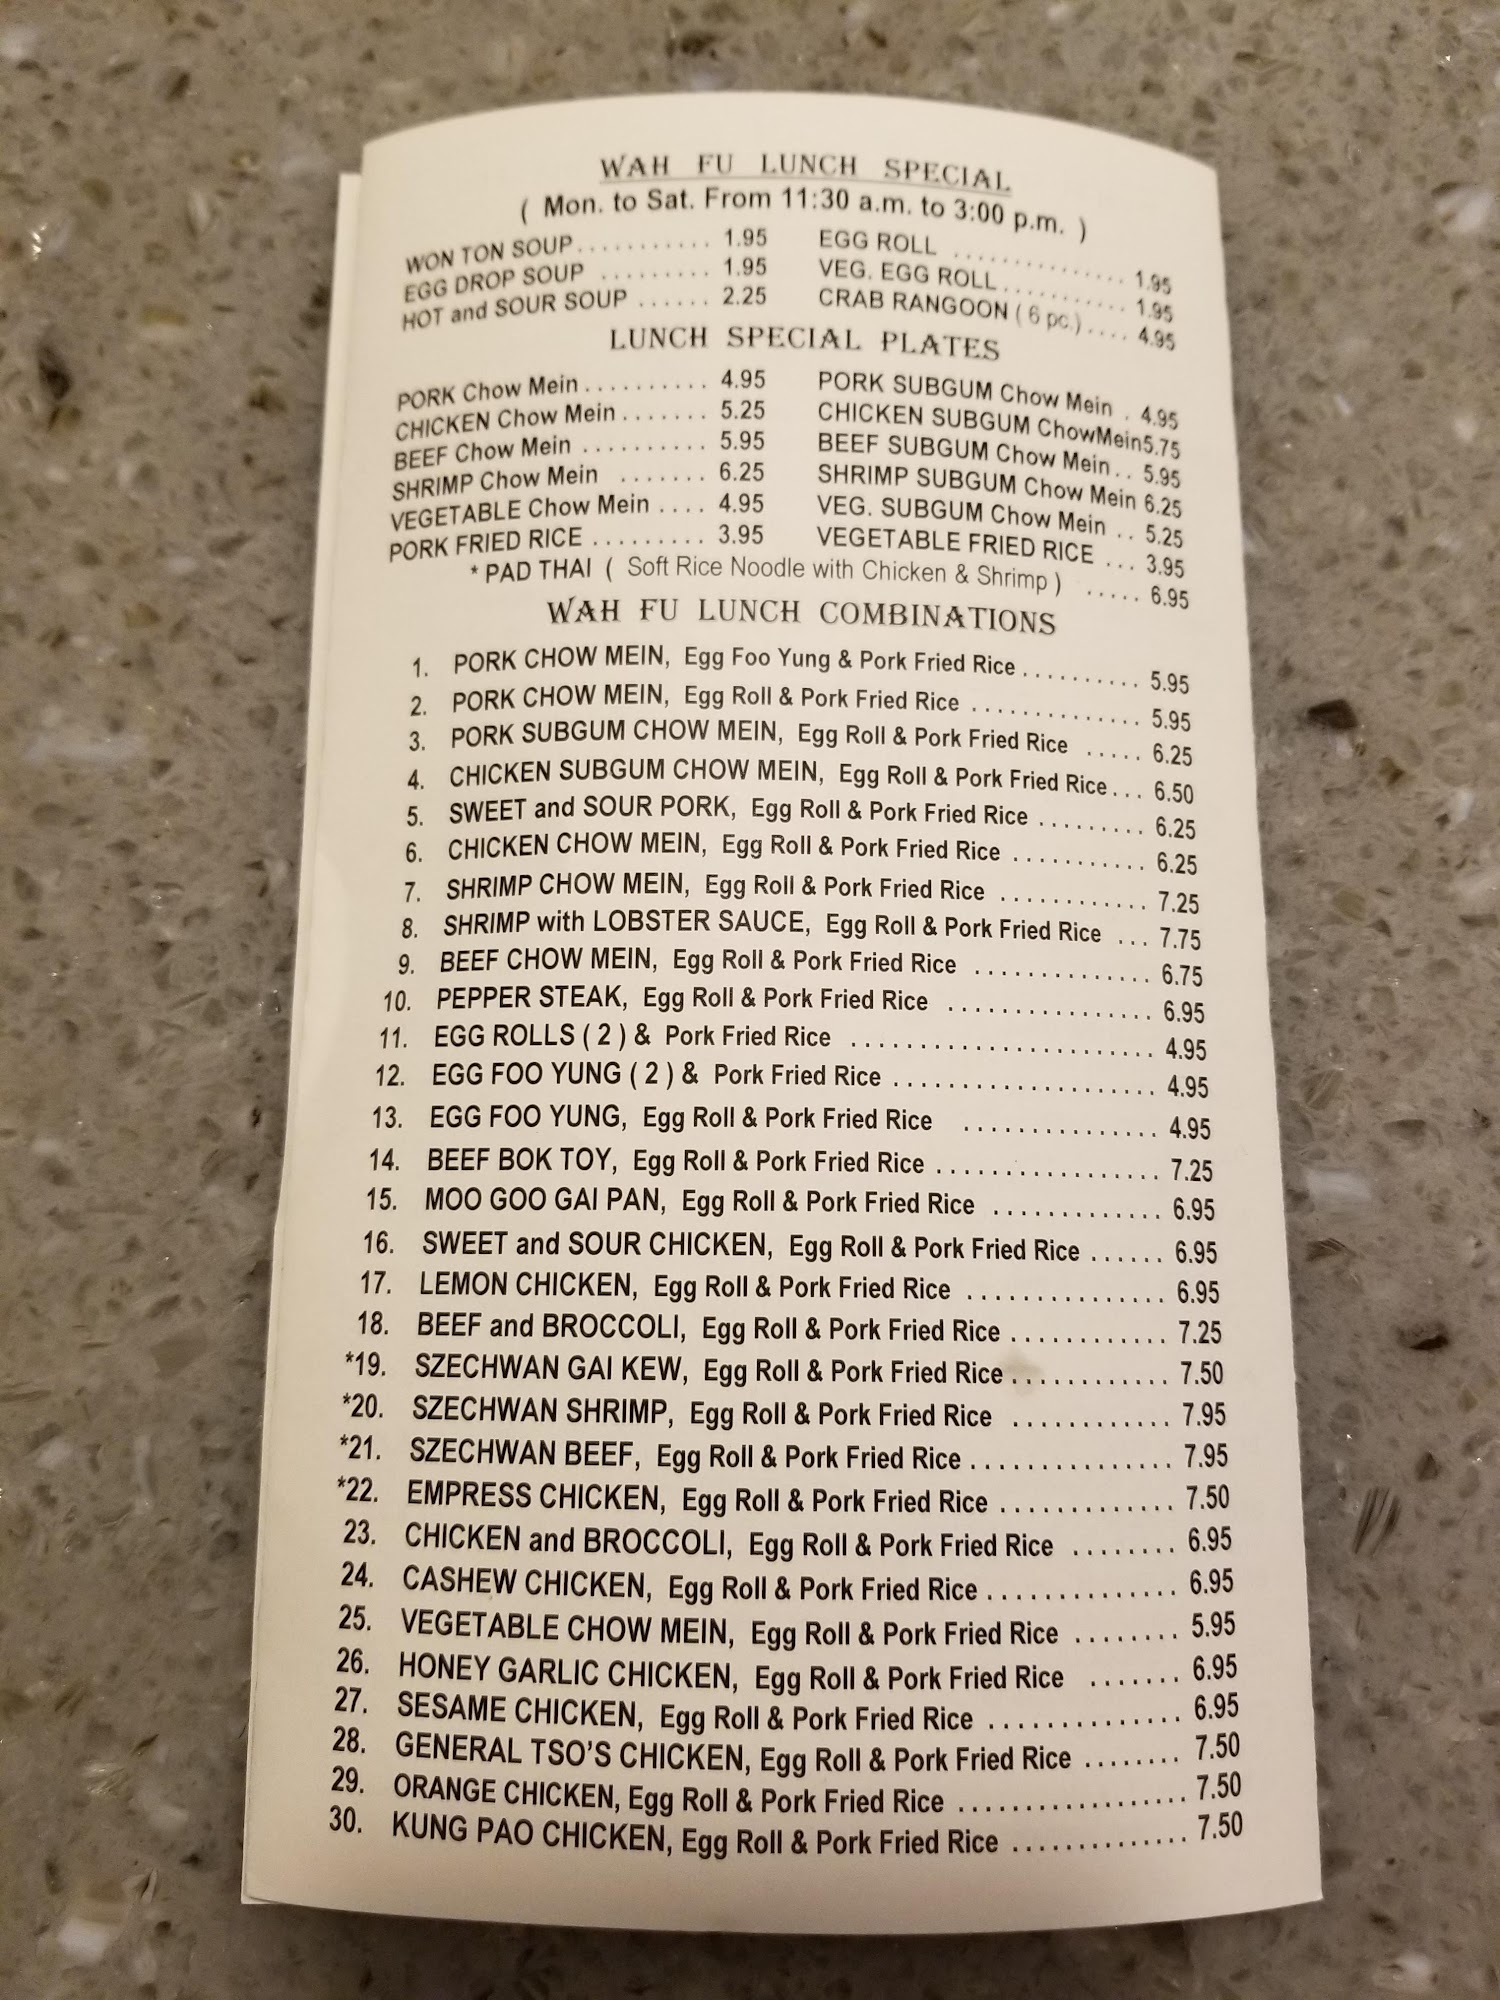 WAH FU LUNCH SPECIAL
( Mon. to Sat. From 11:30 a.m. to 3:00 p.m. )
WON TON SOUP........... 1.95 EGG ROLL ............... 1.95
EGG DROP SOUP ......... 1.95 VEG. EGG ROLL............ 1.95
HOT and SOUR SOUP ...... 2.25 CRAB RANGOON ( 6 pc.).... 4.95
LUNCH SPECIAL PLATES
PORK Chow Mein.......... 4.95 PORK SUBGUM Chow Mein . 4.95
CHICKEN Chow Mein....... 5.25 CHICKEN SUBGUM ChowMein5.75
BEEF Chow Mein .......... 5.95 BEEF SUBGUM Chow Mein.. 5.95
SHRIMP Chow Mein ....... 6.25 SHRIMP SUBGUM Chow Mein 6.25
VEGETABLE Chow Mein .... 4.95 VEG. SUBGUM Chow Mein .. 5.25
PORK FRIED RICE ......... 3.95 VEGETABLE FRIED RICE ... 3.95
* PAD THAI ( Soft Rice Noodle with Chicken & Shrimp ) ..... 6.95
WAH FU LUNCH COMBINATIONS
1. PORK CHOW MEIN, Egg Foo Yung & Pork Fried Rice.......... 5.95
2. PORK CHOW MEIN, Egg Roll & Pork Fried Rice .............. 5.95
3. PORK SUBGUM CHOW MEIN, Egg Roll & Pork Fried Rice ..... 6.25
4. CHICKEN SUBGUM CHOW MEIN, Egg Roll & Pork Fried Rice... 6.50
5. SWEET and SOUR PORK, Egg Roll & Pork Fried Rice ......... 6.25
6. CHICKEN CHOW MEIN, Egg Roll & Pork Fried Rice ........... 6.25
7. SHRIMP CHOW MEIN, Egg Roll & Pork Fried Rice ............ 7.25
8. SHRIMP with LOBSTER SAUCE, Egg Roll & Pork Fried Rice ... 7.75
9. BEEF CHOW MEIN, Egg Roll & Pork Fried Rice .............. 6.75
10. PEPPER STEAK, Egg Roll & Pork Fried Rice ................ 6.95
11. EGG ROLLS ( 2 ) & Pork Fried Rice ........................ 4.95
12. EGG FOO YUNG ( 2 ) & Pork Fried Rice .................... 4.95
13. EGG FOO YUNG, Egg Roll & Pork Fried Rice ............... 4.95
14. BEEF BOK TOY, Egg Roll & Pork Fried Rice ................. 7.25
15. MOO GOO GAI PAN, Egg Roll & Pork Fried Rice ............. 6.95
16. SWEET and SOUR CHICKEN, Egg Roll & Pork Fried Rice ...... 6.95
17. LEMON CHICKEN, Egg Roll & Pork Fried Rice ............... 6.95
18. BEEF and BROCCOLI, Egg Roll & Pork Fried Rice ............ 7.25
*19. SZECHWAN GAI KEW, Egg Roll & Pork Fried Rice............ 7.50
*20. SZECHWAN SHRIMP, Egg Roll & Pork Fried Rice ............ 7.95
*21. SZECHWAN BEEF, Egg Roll & Pork Fried Rice................ 7.95
*22. EMPRESS CHICKEN, Egg Roll & Pork Fried Rice ............. 7.50
23. CHICKEN and BROCCOLI, Egg Roll & Pork Fried Rice ........ 6.95
24. CASHEW CHICKEN, Egg Roll & Pork Fried Rice.............. 6.95
25. VEGETABLE CHOW MEIN, Egg Roll & Pork Fried Rice ........ 5.95
26. HONEY GARLIC CHICKEN, Egg Roll & Pork Fried Rice ....... 6.95
27. SESAME CHICKEN, Egg Roll & Pork Fried Rice .............. 6.95
28. GENERAL TSO'S CHICKEN, Egg Roll & Pork Fried Rice ....... 7.50
29. ORANGE CHICKEN, Egg Roll & Pork Fried Rice ................. 7.50
30. KUNG PAO CHICKEN, Egg Roll & Pork Fried Rice .............. 7.50